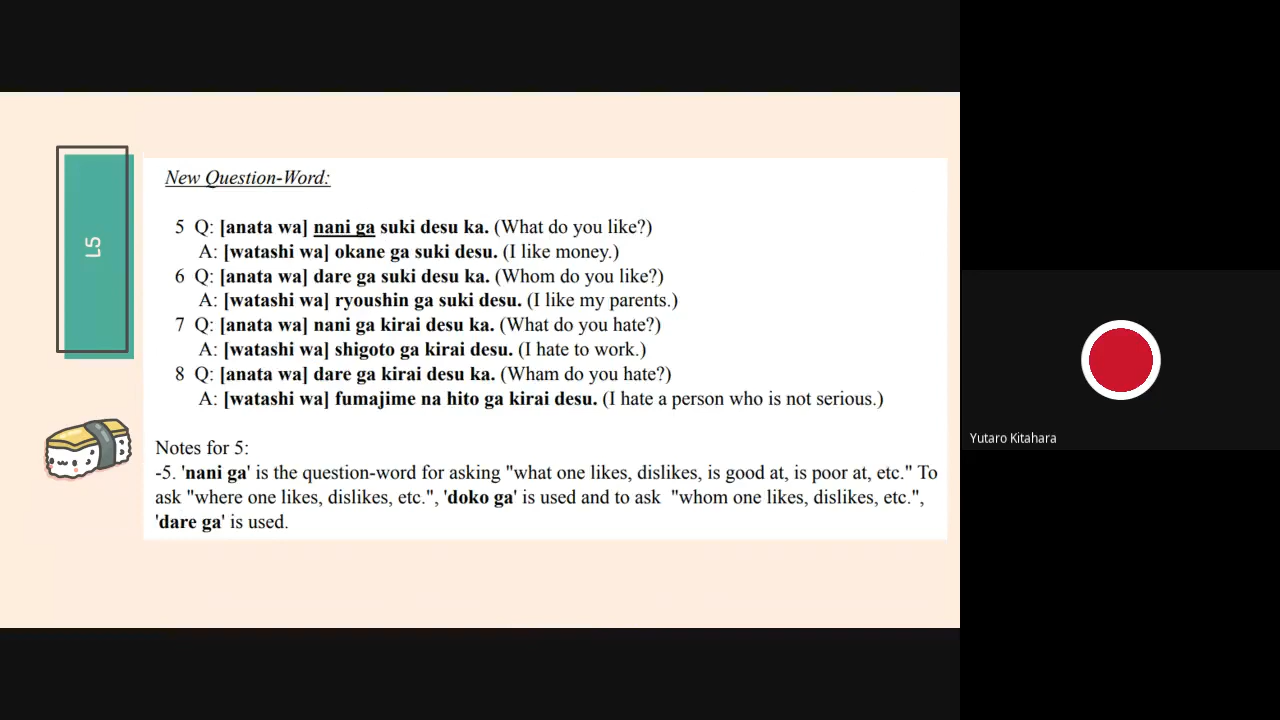 L5
New Question-Word:
5 Q: [anata wa] nani ga suki desu ka. (What do you like?)
A: [watashi wa] okane ga suki desu. (I like money.)
6 Q: [anata wa] dare ga suki desu ka. (Whom do you like?)
A: [watashi wa] ryoushin ga suki desu. (I like my parents.)
7 Q: [anata wa] nani ga kirai desu ka. (What do you hate?)
A: [watashi wa] shigoto ga kirai desu. (I hate to work.)
8 Q: [anata wa] dare ga kirai desu ka. (Wham do you hate?)
A: [watashi wa] fumajime na hito ga kirai desu. (I hate a person who is not serious.)
Notes for 5:
-5. 'nani ga' is the question-word for asking "what one likes, dislikes, is good at, is poor at, etc." To
ask "where one likes, dislikes, etc.", 'doko ga' is used and to ask "whom one likes, dislikes, etc.",
'dare ga' is used.
Yutaro Kitahara